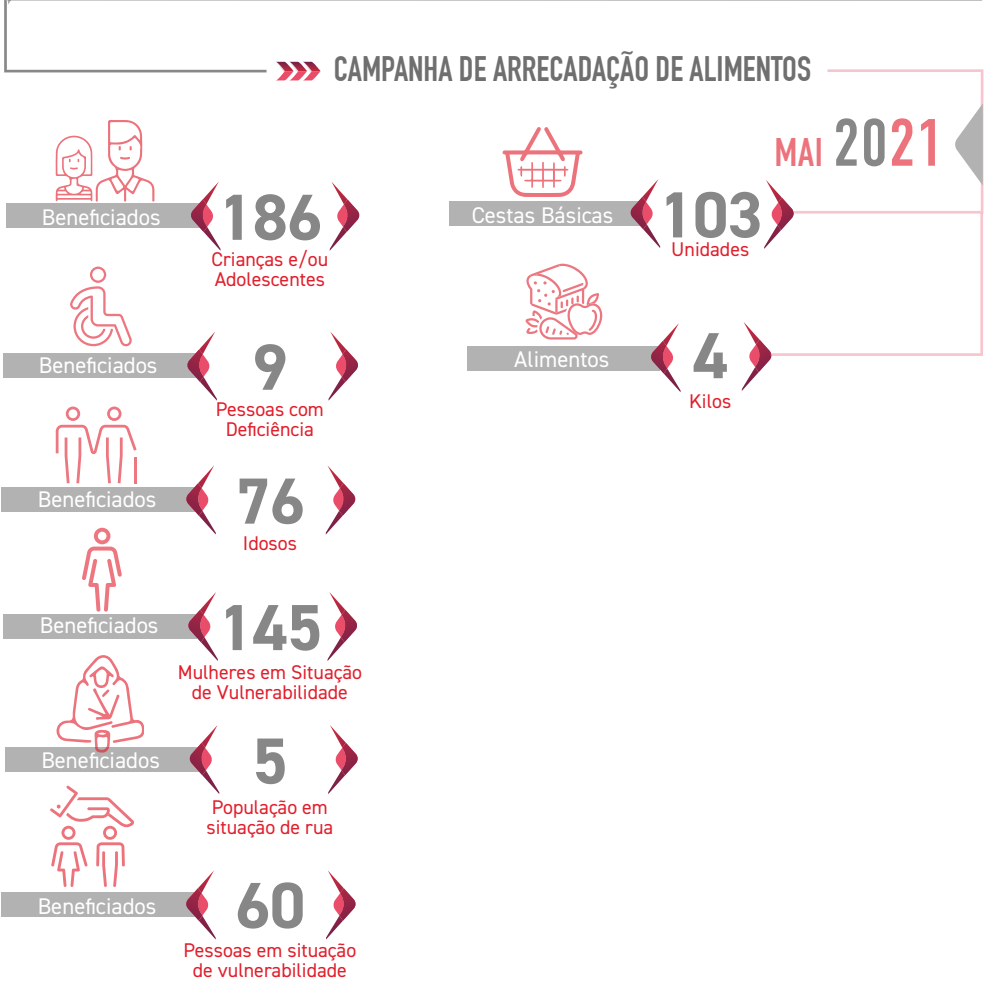 CAMPANHA DE ARRECADAÇÃO DE ALIMENTOS
MAI 2021
Beneficiados
186
Crianças e/ou
Adolescentes
Beneficiados
9
Pessoas com
Deficiência
Beneficiados
76
Idosos
Beneficiados
145
Mulheres em Situação
de Vulnerabilidade
Beneficiados
5
População em
situação de rua
Beneficiados
60
Pessoas em situação
de vulnerabilidade
Cestas Básicas
103
Unidades
Alimentos
4
Kilos